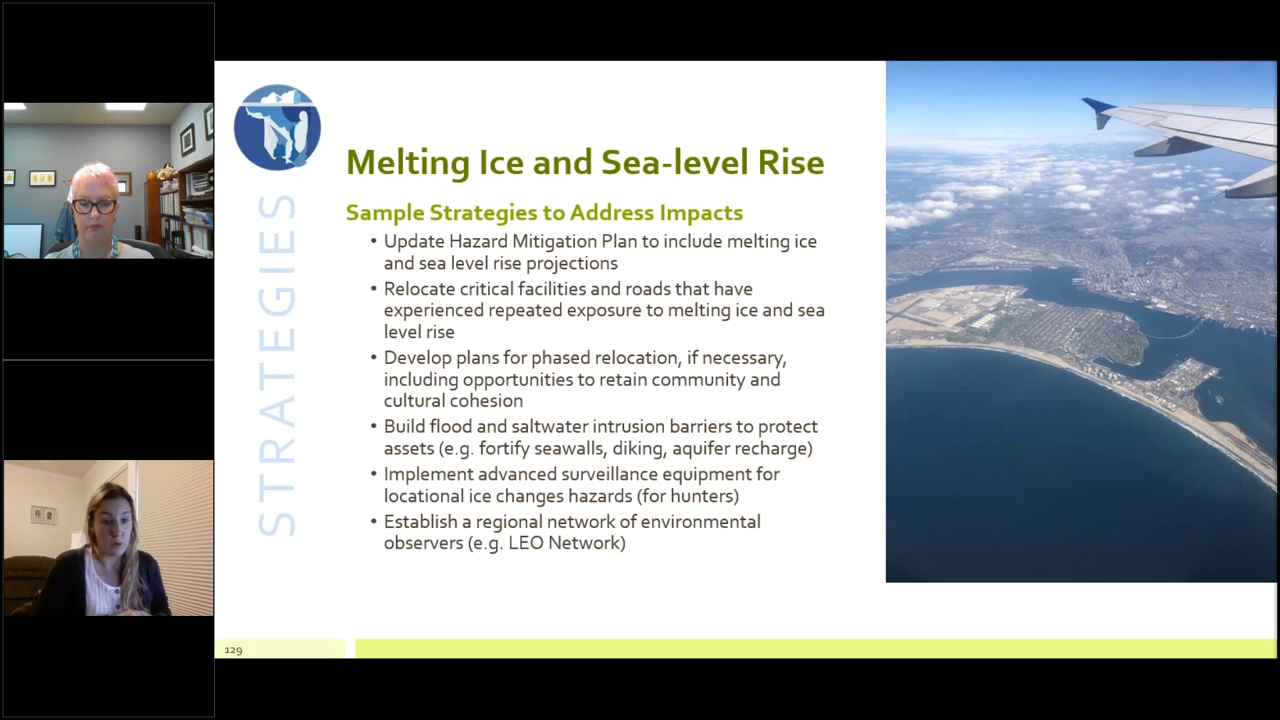 STRATEGIES
Melting Ice and Sea-level Rise
Sample Strategies to Address Impacts
• Update Hazard Mitigation Plan to include melting ice
and sea level rise projections
• Relocate critical facilities and roads that have
experienced repeated exposure to melting ice and sea
level rise
• Develop plans for phased relocation, if necessary,
including opportunities to retain community and
cultural cohesion
• Build flood and saltwater intrusion barriers to protect
assets (e.g. fortify seawalls, diking, aquifer recharge)
• Implement advanced surveillance equipment for
locational ice changes hazards (for hunters)
• Establish a regional network of environmental
observers (e.g. LEO Network)
129